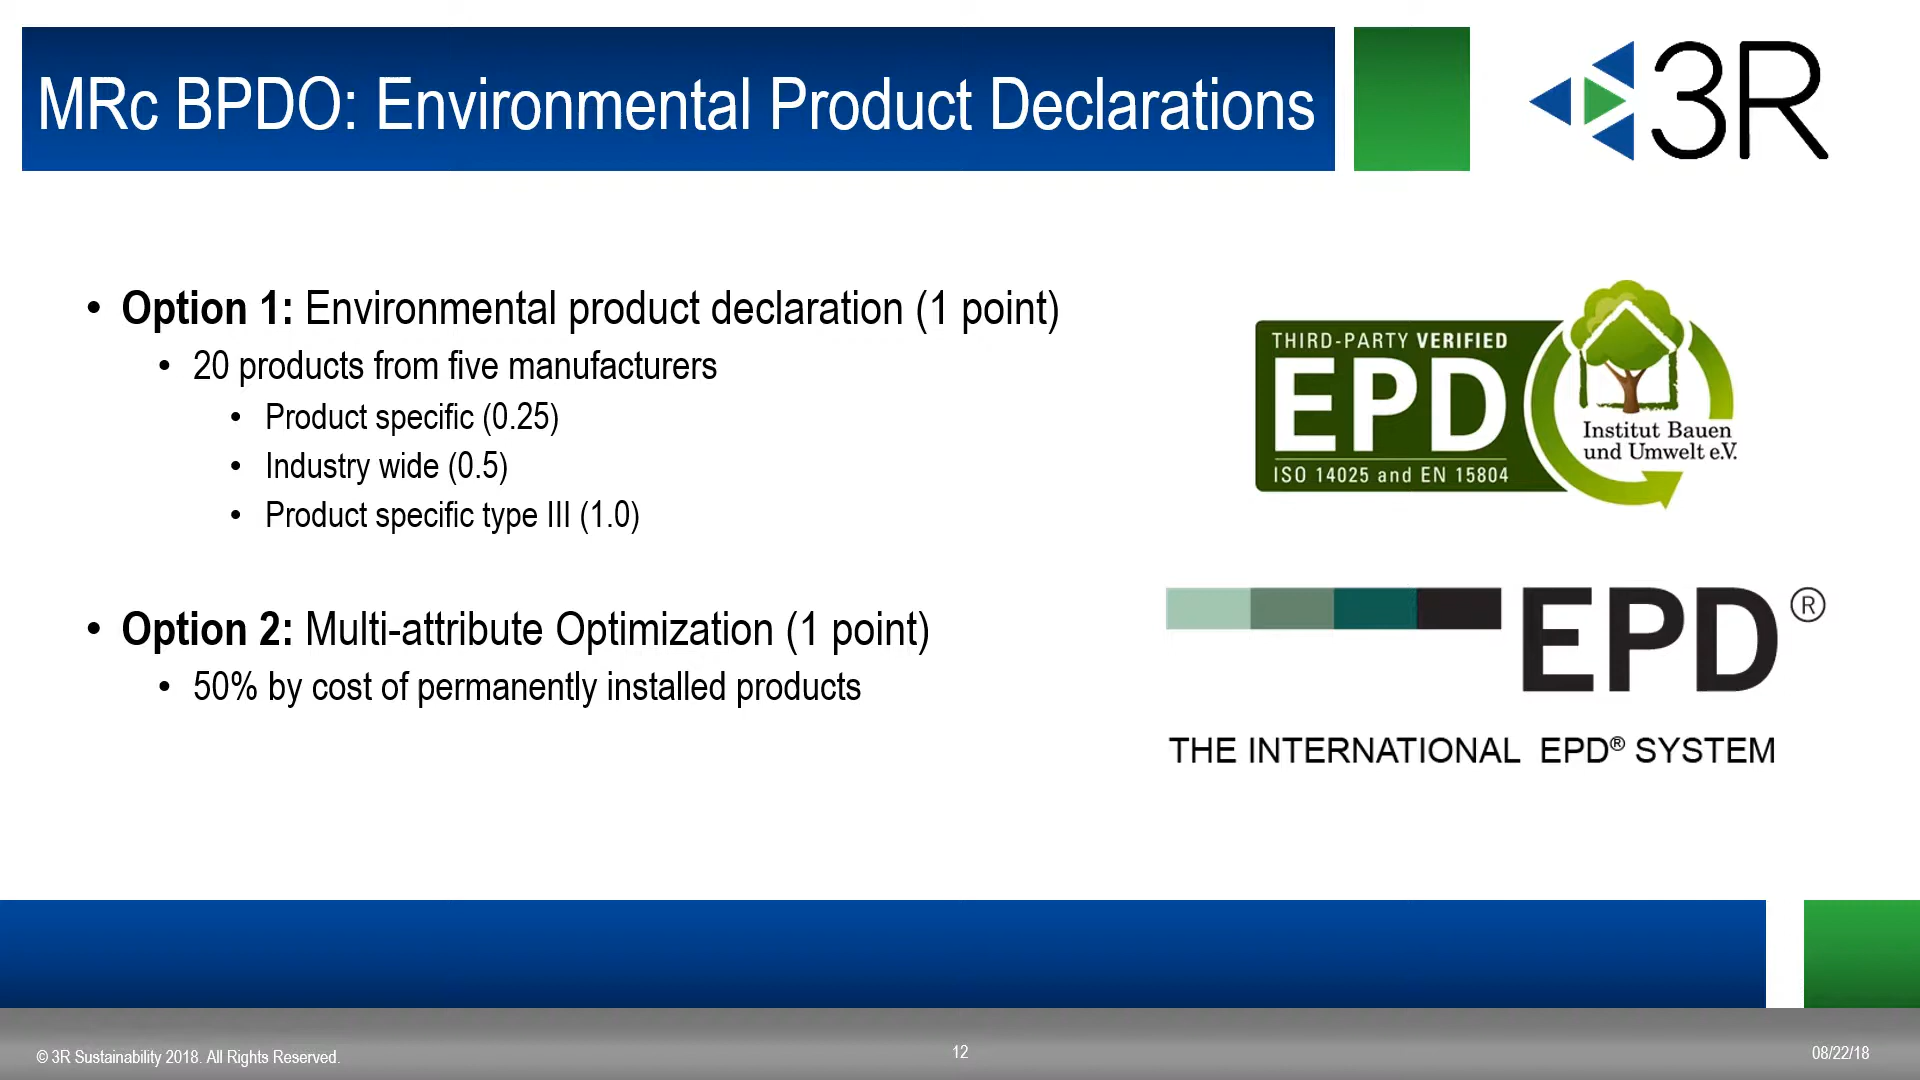 MRc BPDO: Environmental Product Declarations
3R
• Option 1: Environmental product declaration (1 point)
• 20 products from five manufacturers
• Product specific (0.25)
• Industry wide (0.5)
• Product specific type III (1.0)
• Option 2: Multi-attribute Optimization (1 point)
• 50% by cost of permanently installed products
THIRD-PARTY VERIFIED
EPD
ISO 14025 and EN 15804
Institut Bauen
und Umwelt e.V.
EPD®
THE INTERNATIONAL EPD® SYSTEM
© 3R Sustainability 2018. All Rights Reserved.
12
08/22/18